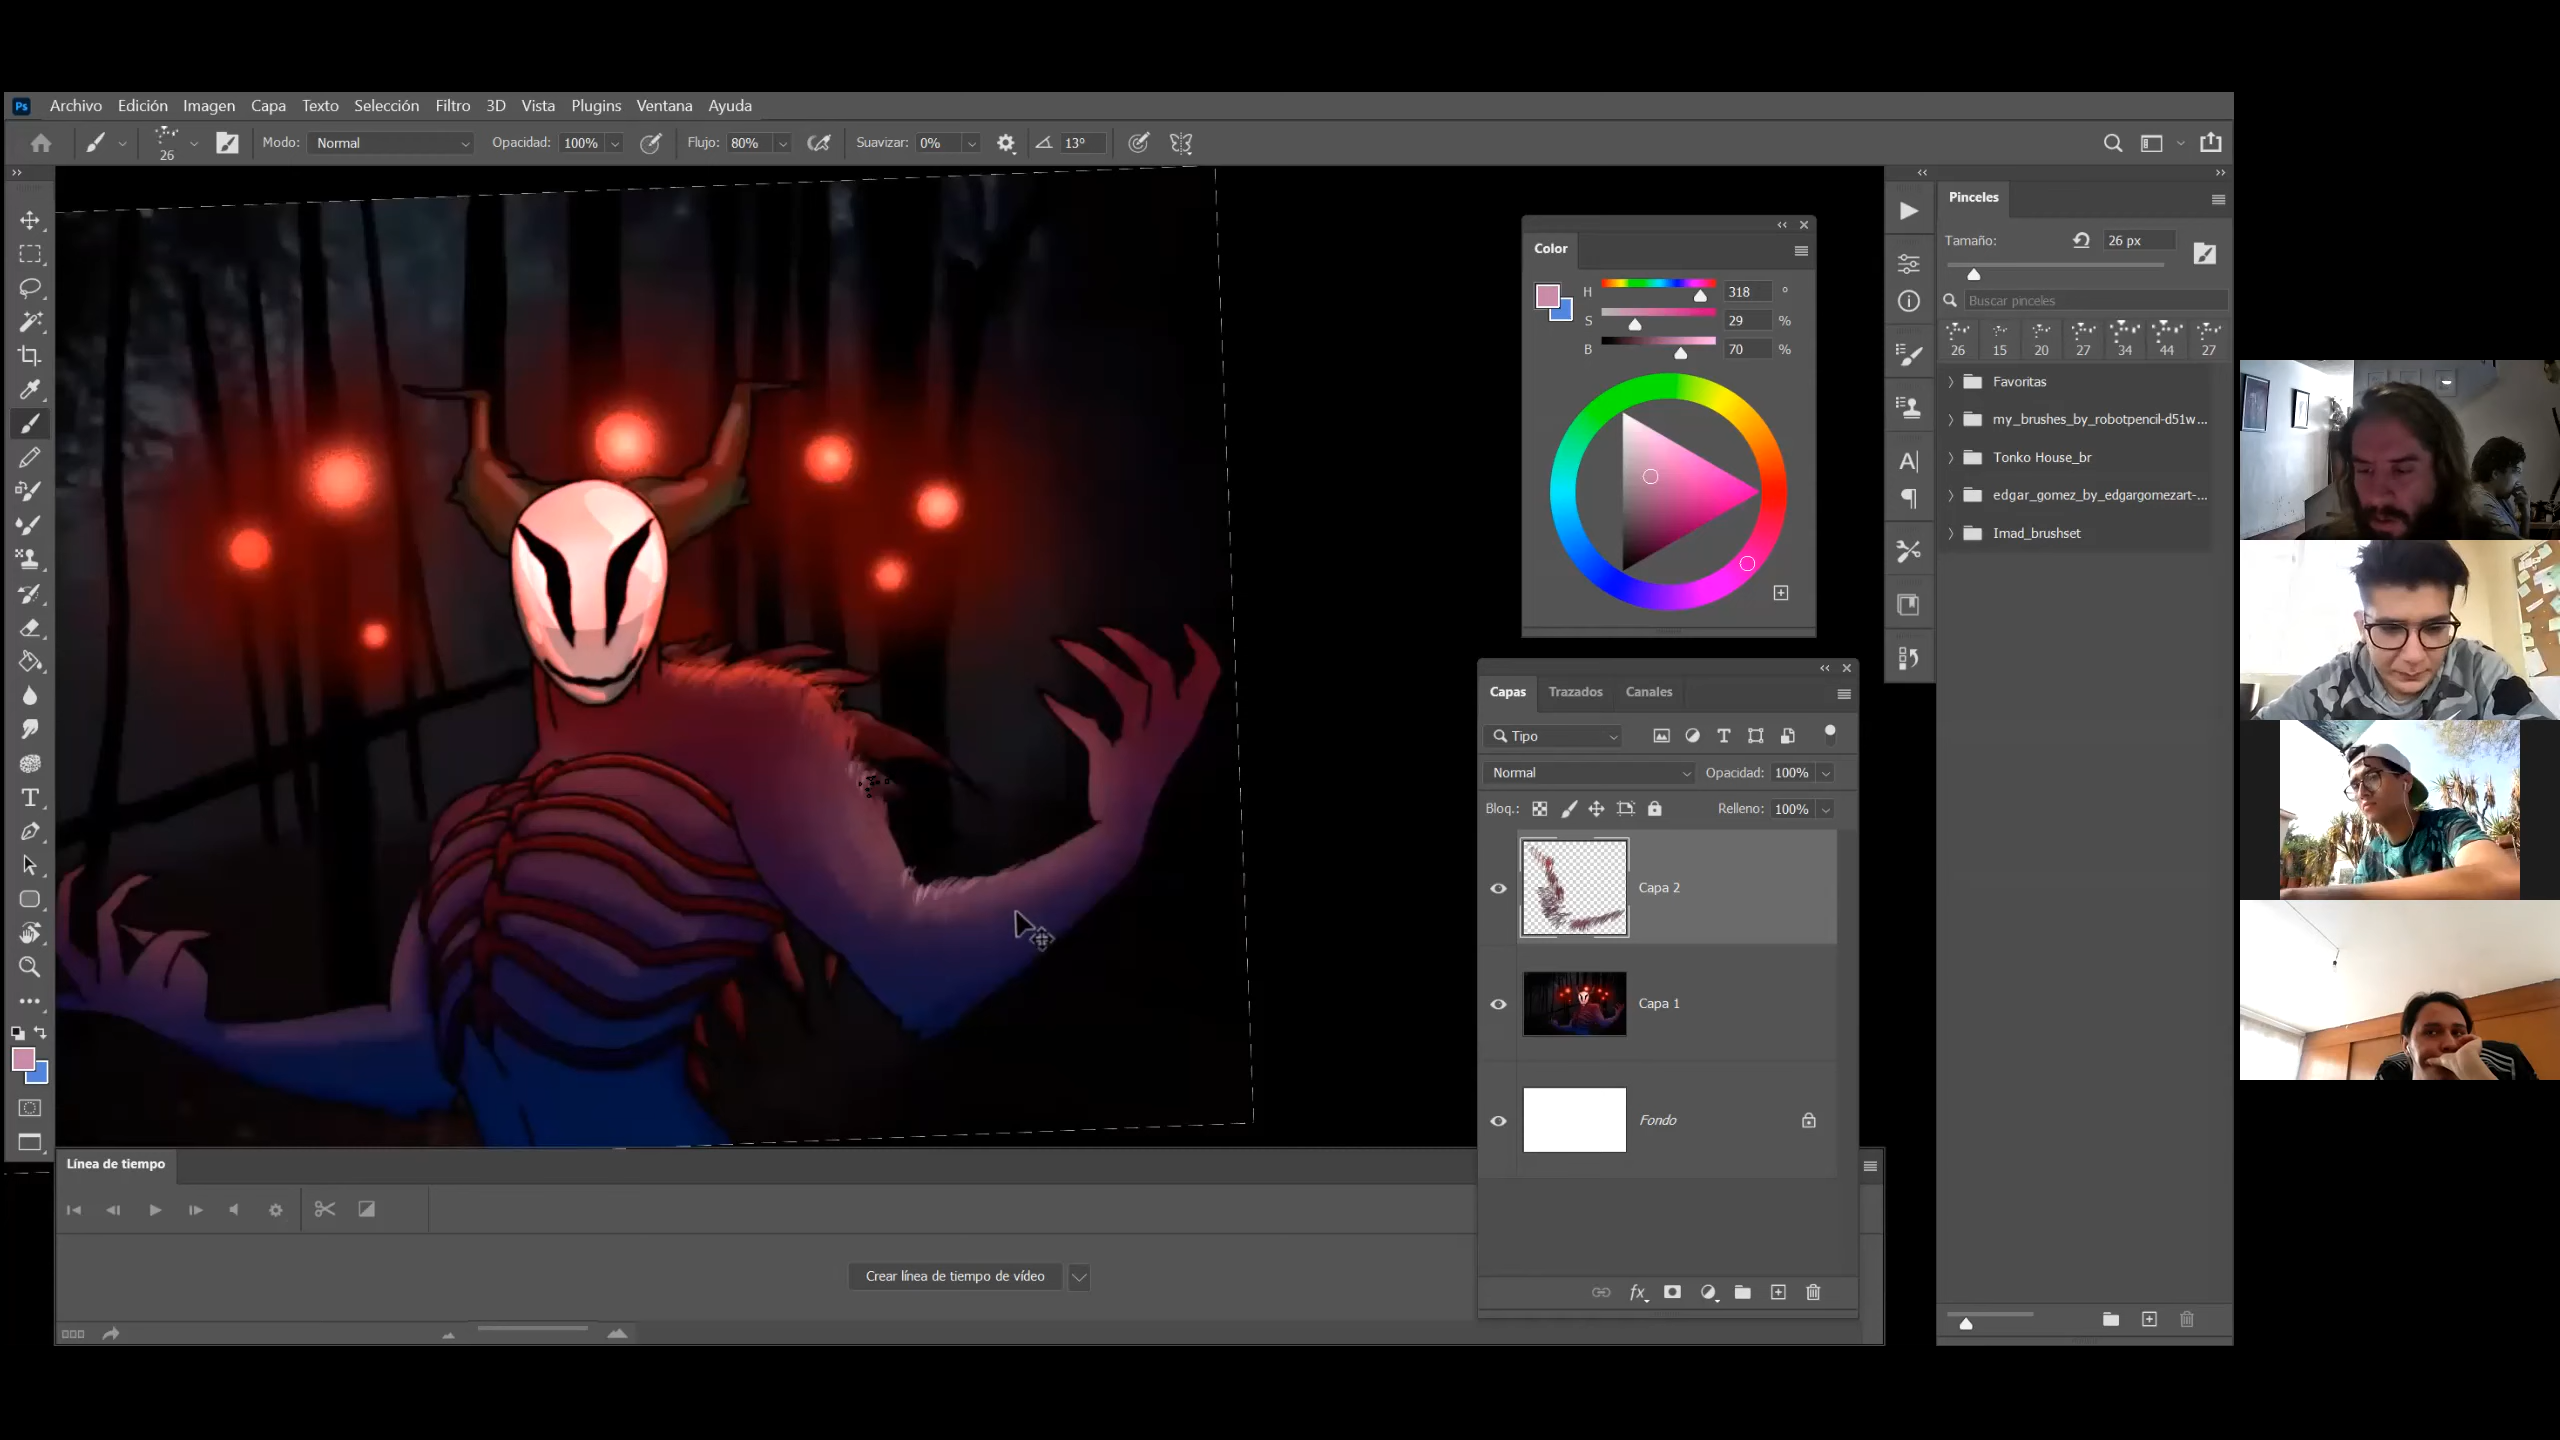 Ps Archivo Edición Imagen Capa Texto Selección Filtro 3D Vista Plugins Ventana Ayuda
26 Modo: Normal Opacidad: 100% Flujo: 80% Suavizar: 0% 13°
Color
H 318 °
S 29 %
B 70 %
Capas Trazados Canales
Tipo
Normal Opacidad: 100%
Bloq.: Relleno: 100%
Capa 2
Capa 1
Fondo
fx
Pinceles
Tamaño: 26 px
Buscar pinceles
26 15 20 27 34 44 27
Favoritas
my_brushes_by_robotpencil-d51w...
Tonko House_br
edgar_gomez_by_edgargomezart-...
Imad_brushset
Línea de tiempo
Crear línea de tiempo de vídeo